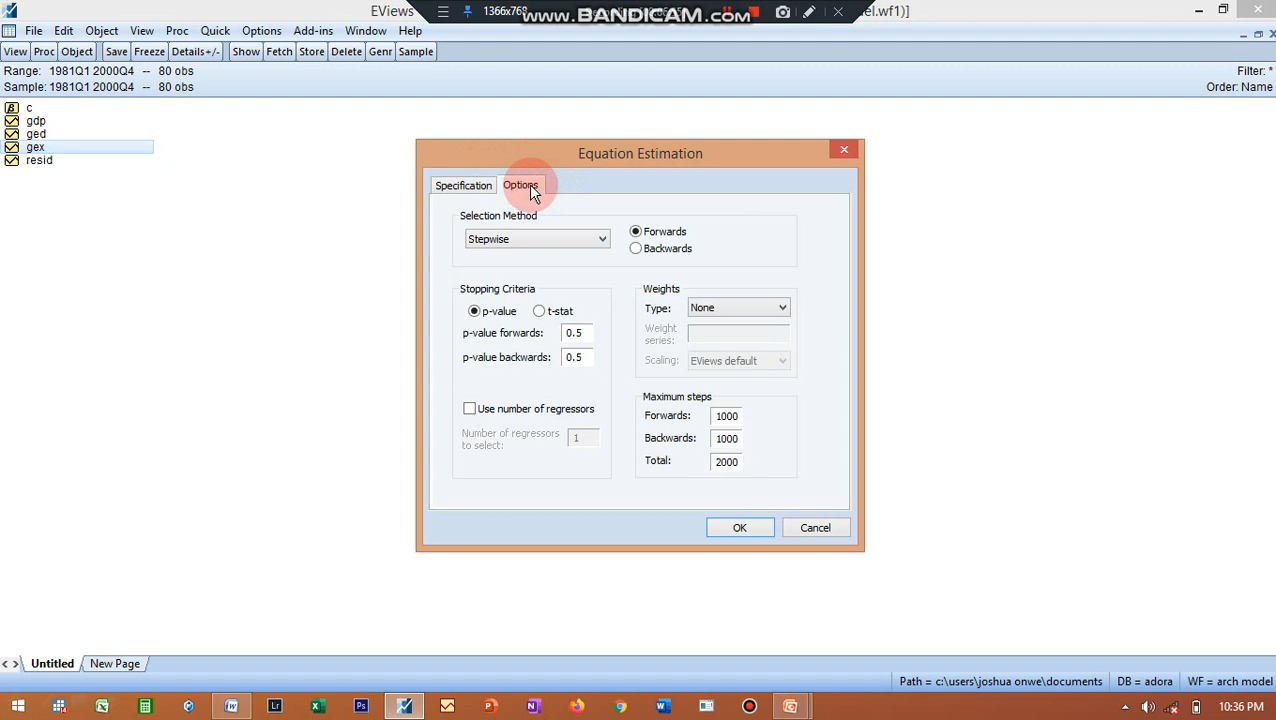 EViews
1366x768
www.BANDICAM.com
el.wf1)]
File Edit Object View Proc Quick Options Add-ins Window Help
View Proc Object Save Freeze Details+/- Show Fetch Store Delete Genr Sample
Range: 1981Q1 2000Q4 -- 80 obs
Filter: *
Sample: 1981Q1 2000Q4 -- 80 obs
Order: Name
c
gdp
ged
gex
resid
Equation Estimation
Specification Options
Selection Method
Stepwise
Forwards
Backwards
Stopping Criteria
p-value t-stat
p-value forwards: 0.5
p-value backwards: 0.5
Use number of regressors
Number of regressors
to select: 1
Weights
Type: None
Weight
series:
Scaling: EViews default
Maximum steps
Forwards: 1000
Backwards: 1000
Total: 2000
OK Cancel
Untitled New Page
Path = c:\users\joshua onwe\documents DB = adora WF = arch model
10:36 PM